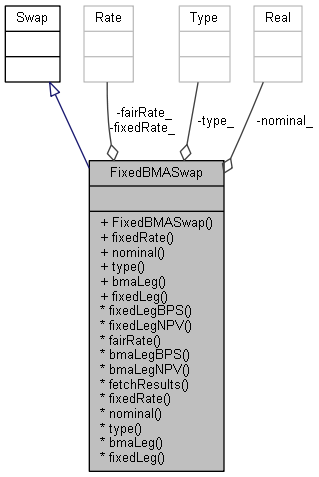 Swap
Rate
Type
Real
-fairRate_
-fixedRate_
-type_
-nominal_
FixedBMASwap
+ FixedBMASwap()
+ fixedRate()
+ nominal()
+ type()
+ bmaLeg()
+ fixedLeg()
* fixedLegBPS()
* fixedLegNPV()
* fairRate()
* bmaLegBPS()
* bmaLegNPV()
* fetchResults()
* fixedRate()
* nominal()
* type()
* bmaLeg()
* fixedLeg()